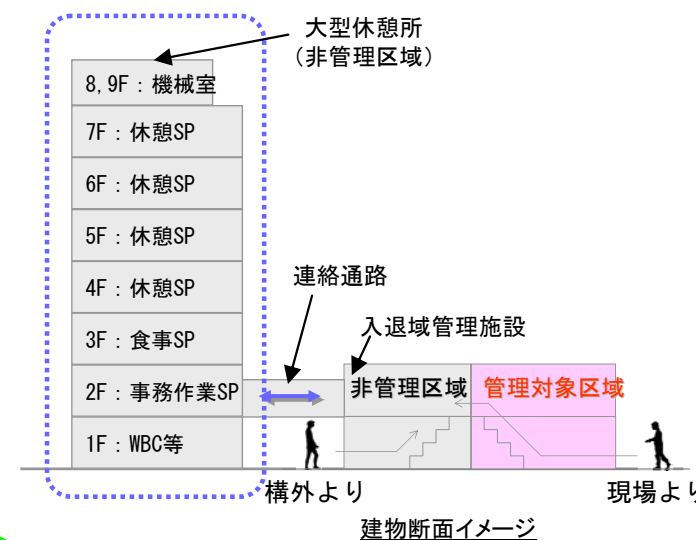 大型休憩所
（非管理区域）
8,9F：機械室
7F：休憩SP
6F：休憩SP
5F：休憩SP
4F：休憩SP
3F：食事SP
2F：事務作業SP
1F：WBC等
連絡通路
入退域管理施設
非管理区域
管理対象区域
構外より
現場より
建物断面イメージ